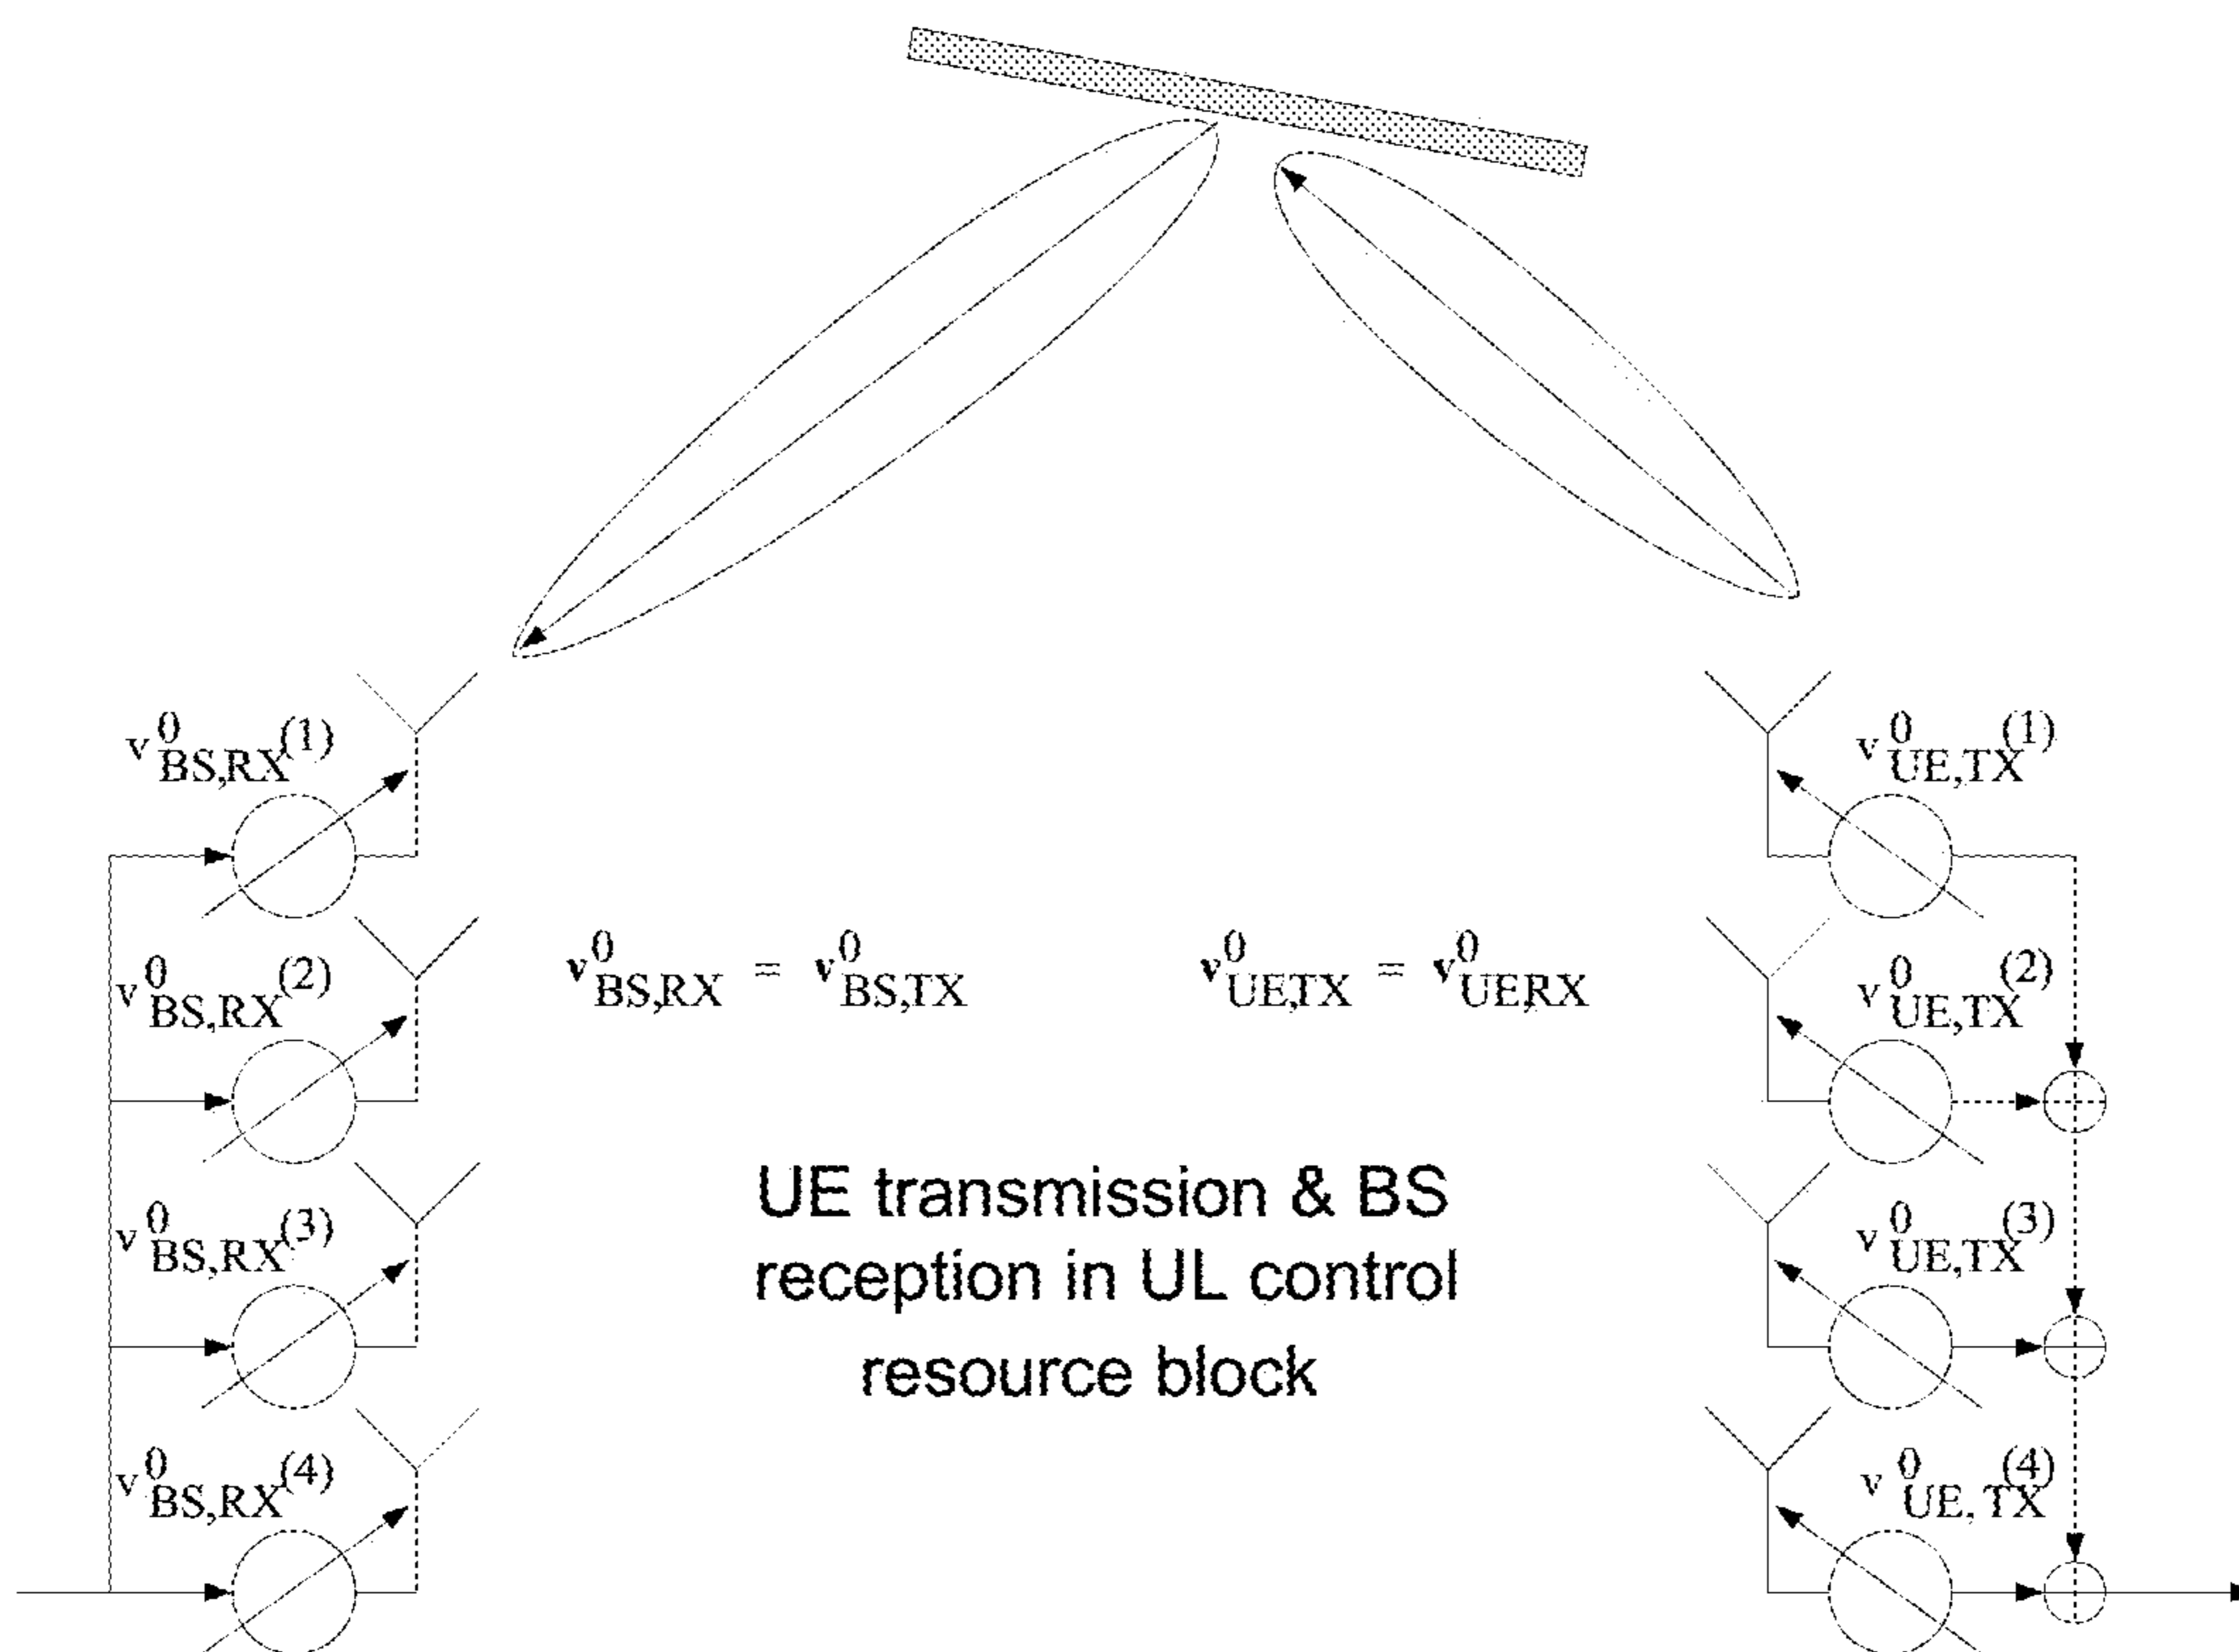 v⁰BS,RX(1)
v⁰UE,TX(1)
v⁰BS,RX(2)
v⁰BS,RX = v⁰BS,TX
v⁰UE,TX = v⁰UE,RX
v⁰UE,TX(2)
UE transmission & BS
reception in UL control
resource block
v⁰BS,RX(3)
v⁰UE,TX(3)
v⁰BS,RX(4)
v⁰UE,TX(4)